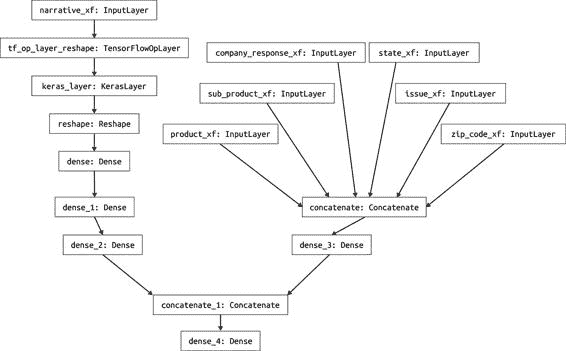 narrative_xf: InputLayer
tf_op_layer_reshape: TensorFlowOpLayer
keras_layer: KerasLayer
reshape: Reshape
dense: Dense
dense_1: Dense
dense_2: Dense
company_response_xf: InputLayer
state_xf: InputLayer
sub_product_xf: InputLayer
issue_xf: InputLayer
product_xf: InputLayer
zip_code_xf: InputLayer
concatenate: Concatenate
dense_3: Dense
concatenate_1: Concatenate
dense_4: Dense